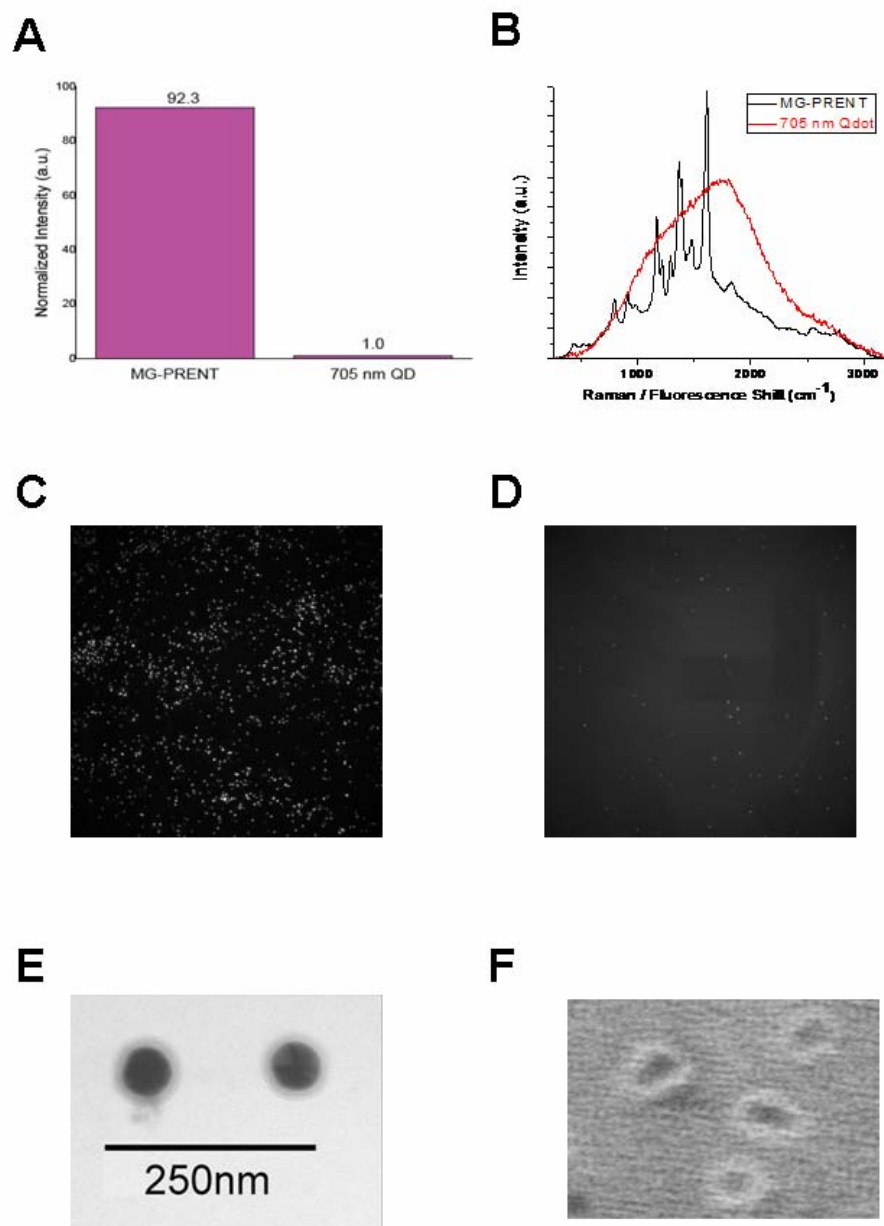 A
B
100
80
60
40
20
0
Normalized Intensity (a.u.)
92.3
1.0
MG-PRENT
705 nm QD
MG-PRENT
705 nm Qdot
Intensity (a.u.)
1000
2000
3000
Raman / Fluorescence Shift (cm⁻¹)
C
D
E
F
250nm